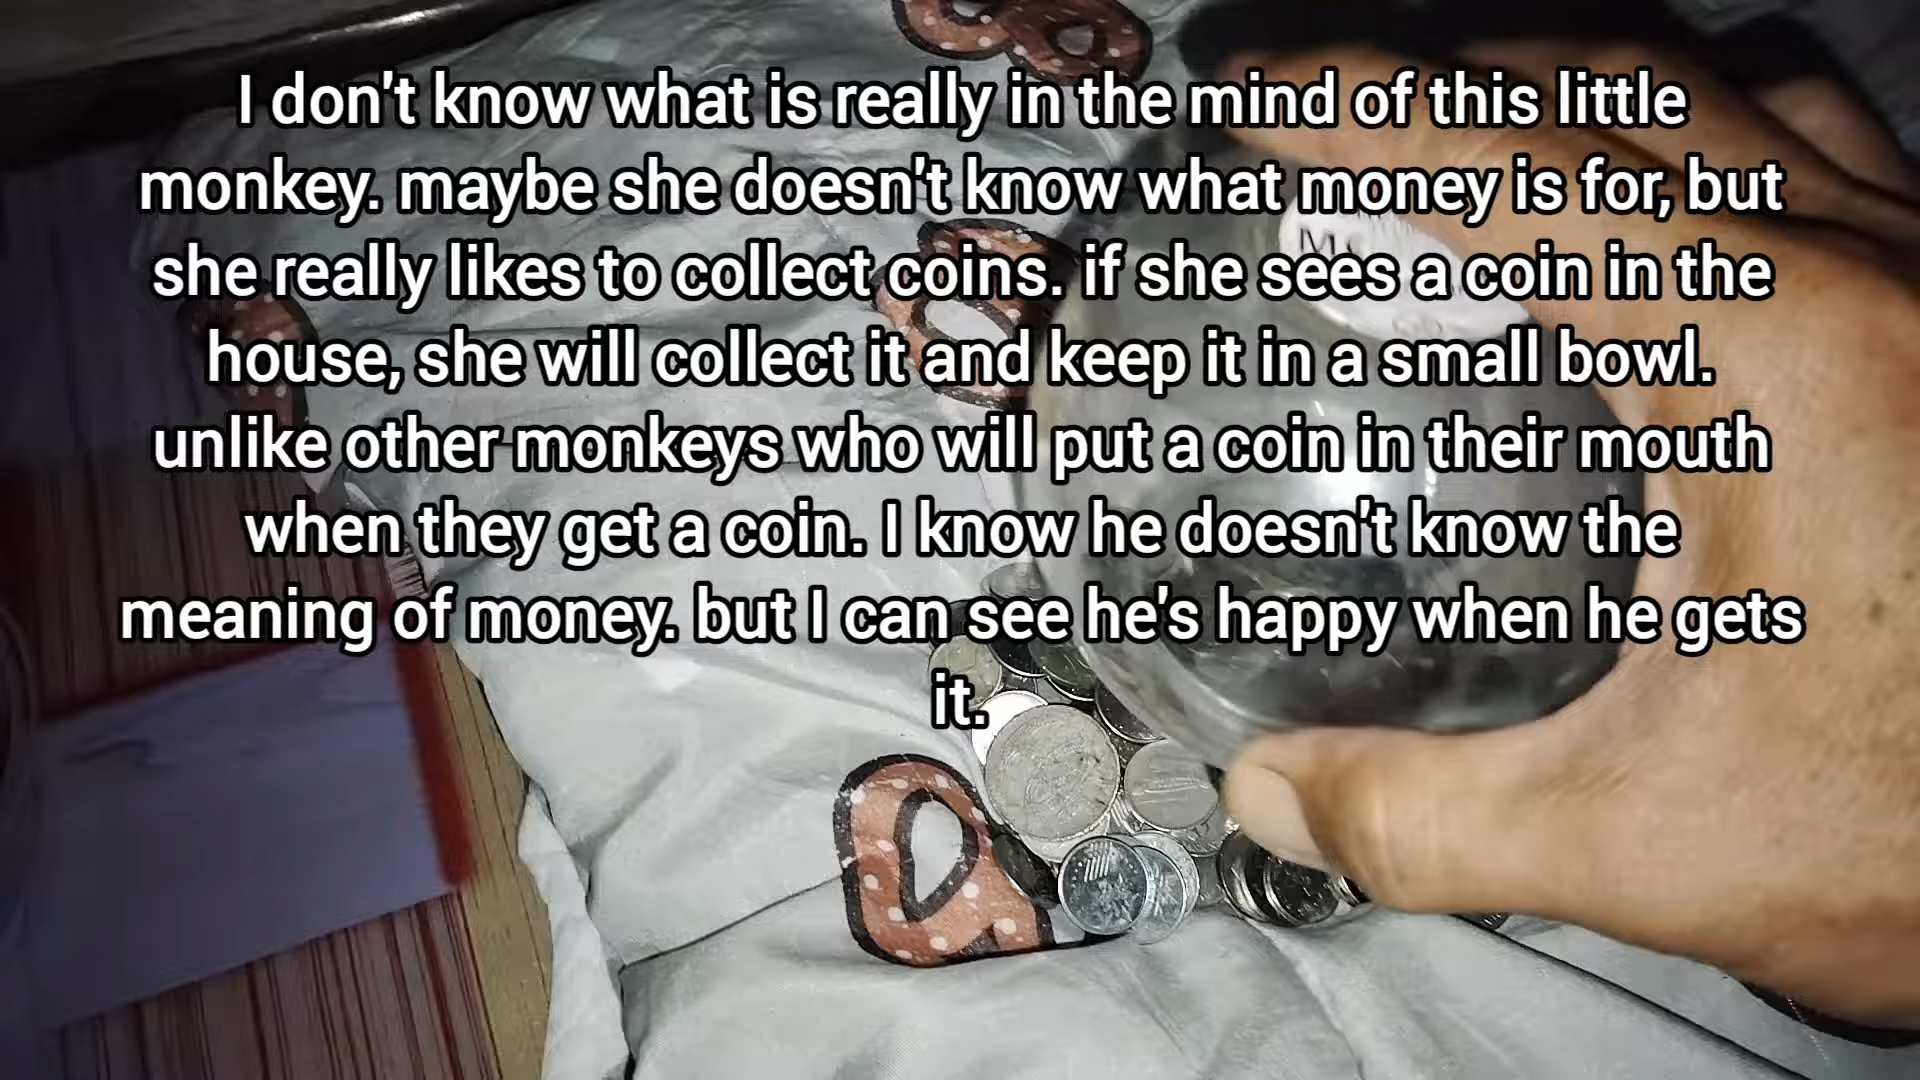 I don't know what is really in the mind of this little
monkey. maybe she doesn't know what money is for, but
she really likes to collect coins. if she sees a coin in the
house, she will collect it and keep it in a small bowl.
unlike other monkeys who will put a coin in their mouth
when they get a coin. I know he doesn't know the
meaning of money. but I can see he's happy when he gets
it.